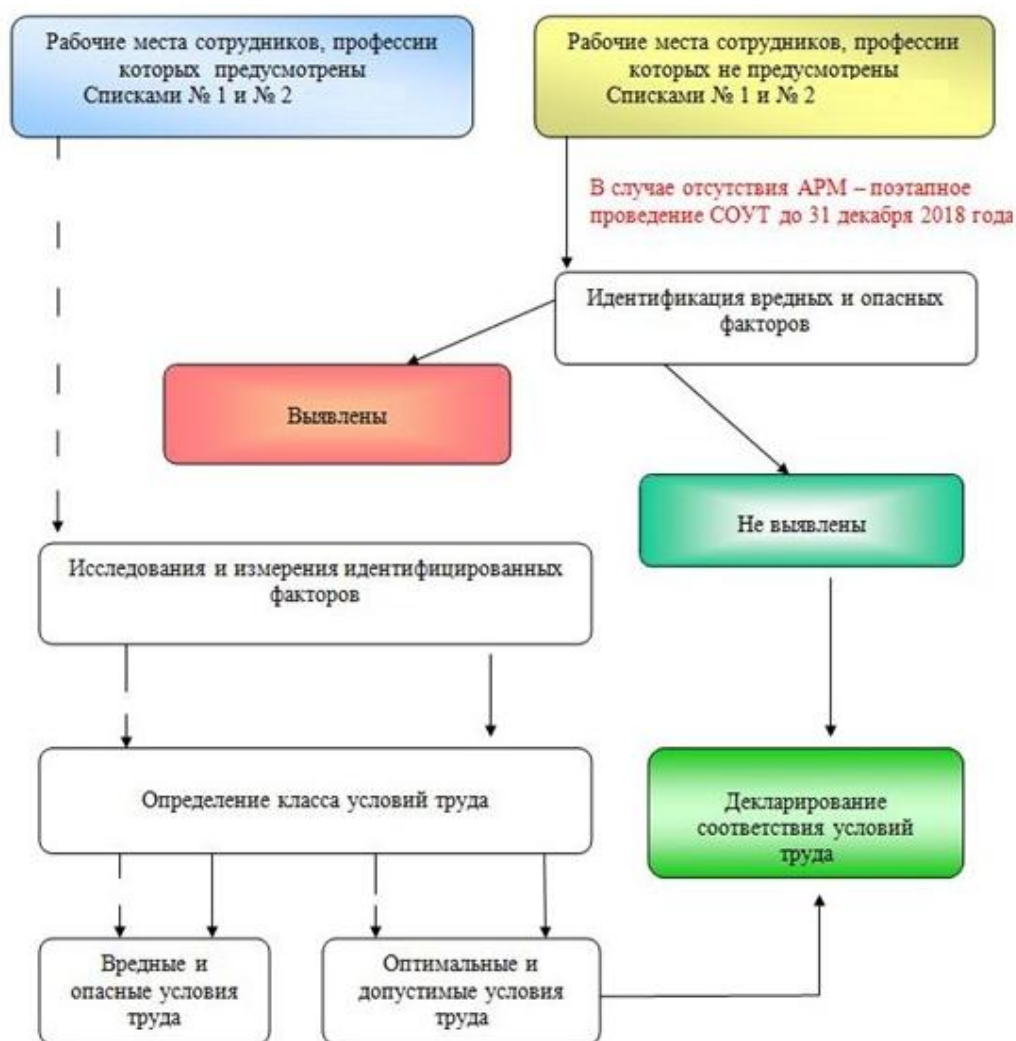 Рабочие места сотрудников, профессии
которых предусмотрены
Списками № 1 и № 2
Рабочие места сотрудников, профессии
которых не предусмотрены
Списками № 1 и № 2
В случае отсутствия АРМ – поэтапное
проведение СОУТ до 31 декабря 2018 года
Идентификация вредных и опасных
факторов
Выявлены
Не выявлены
Исследования и измерения идентифицированных
факторов
Определение класса условий труда
Декларирование
соответствия условий
труда
Вредные и
опасные условия
труда
Оптимальные и
допустимые условия
труда